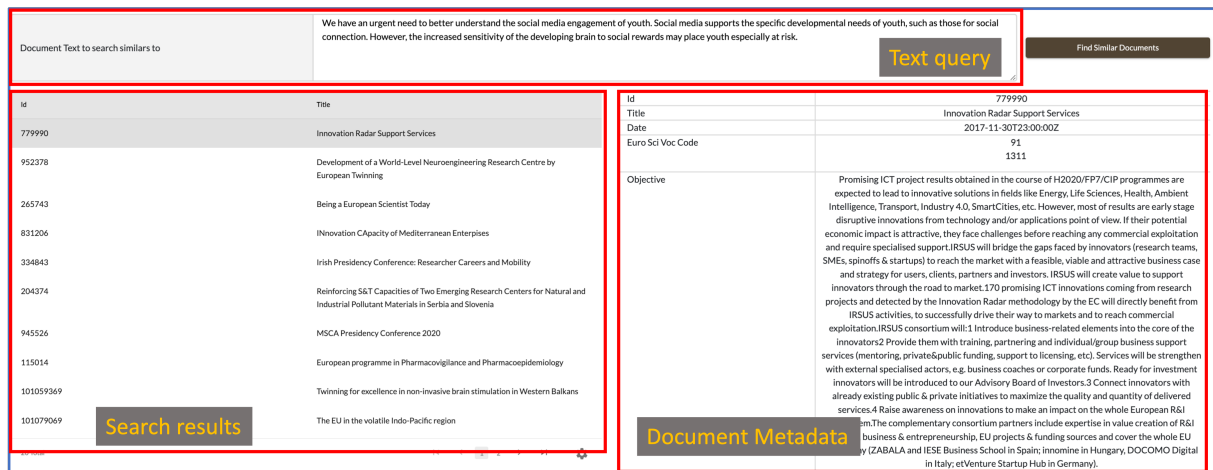 We have an urgent need to better understand the social media engagement of youth. Social media supports the specific developmental needs of youth, such as those for social
connection. However, the increased sensitivity of the developing brain to social rewards may place youth especially at risk.
Document Text to search similars to
Find Similar Documents
Text query
Id Title
779990 Innovation Radar Support Services
952378 Development of a World-Level Neuroengineering Research Centre by
European Twinning
265743 Being a European Scientist Today
831206 INnovation CApacity of Mediterranean Enterpises
334843 Irish Presidency Conference: Researcher Careers and Mobility
204374 Reinforcing S&T Capacities of Two Emerging Research Centers for Natural and
Industrial Pollutant Materials in Serbia and Slovenia
945526 MSCA Presidency Conference 2020
115014 European programme in Pharmacovigilance and Pharmacoepidemiology
101059369 Twinning for excellence in non-invasive brain stimulation in Western Balkans
101079069 The EU in the volatile Indo-Pacific region
Search results
1
Id 779990
Title Innovation Radar Support Services
Date 2017-11-30T23:00:00Z
Euro Sci Voc Code 91
1311
Objective Promising ICT project results obtained in the course of H2020/FP7/CIP programmes are
expected to lead to innovative solutions in fields like Energy, Life Sciences, Health, Ambient
Intelligence, Transport, Industry 4.0, SmartCities, etc. However, most of results are early stage
disruptive innovations from technology and/or applications point of view. If their potential
economic impact is attractive, they face challenges before reaching any commercial exploitation
and require specialised support.IRSUS will bridge the gaps faced by innovators (research teams,
SMEs, spinoffs & startups) to reach the market with a feasible, viable and attractive business case
and strategy for users, clients, partners and investors. IRSUS will create value to support
innovators through the road to market.170 promising ICT innovations coming from research
projects and detected by the Innovation Radar methodology by the EC will directly benefit from
IRSUS activities, to successfully drive their way to markets and to reach commercial
exploitation.IRSUS consortium will:1 Introduce business-related elements into the core of the
innovators2 Provide them with training, partnering and individual/group business support
services (mentoring, private&public funding, support to licensing, etc). Services will be strengthen
with external specialised actors, e.g. business coaches or corporate funds. Ready for investment
innovators will be introduced to our Advisory Board of Investors.3 Connect innovators with
already existing public & private initiatives to maximize the quality and quantity of delivered
services.4 Raise awareness on innovations to make an impact on the whole European R&I
em.The complementary consortium partners include expertise in value creation of R&I
business & entrepreneurship, EU projects & funding sources and cover the whole EU
by (ZABALA and IESE Business School in Spain; innomine in Hungary, DOCOMO Digital
in Italy; etVenture Startup Hub in Germany).
Document Metadata